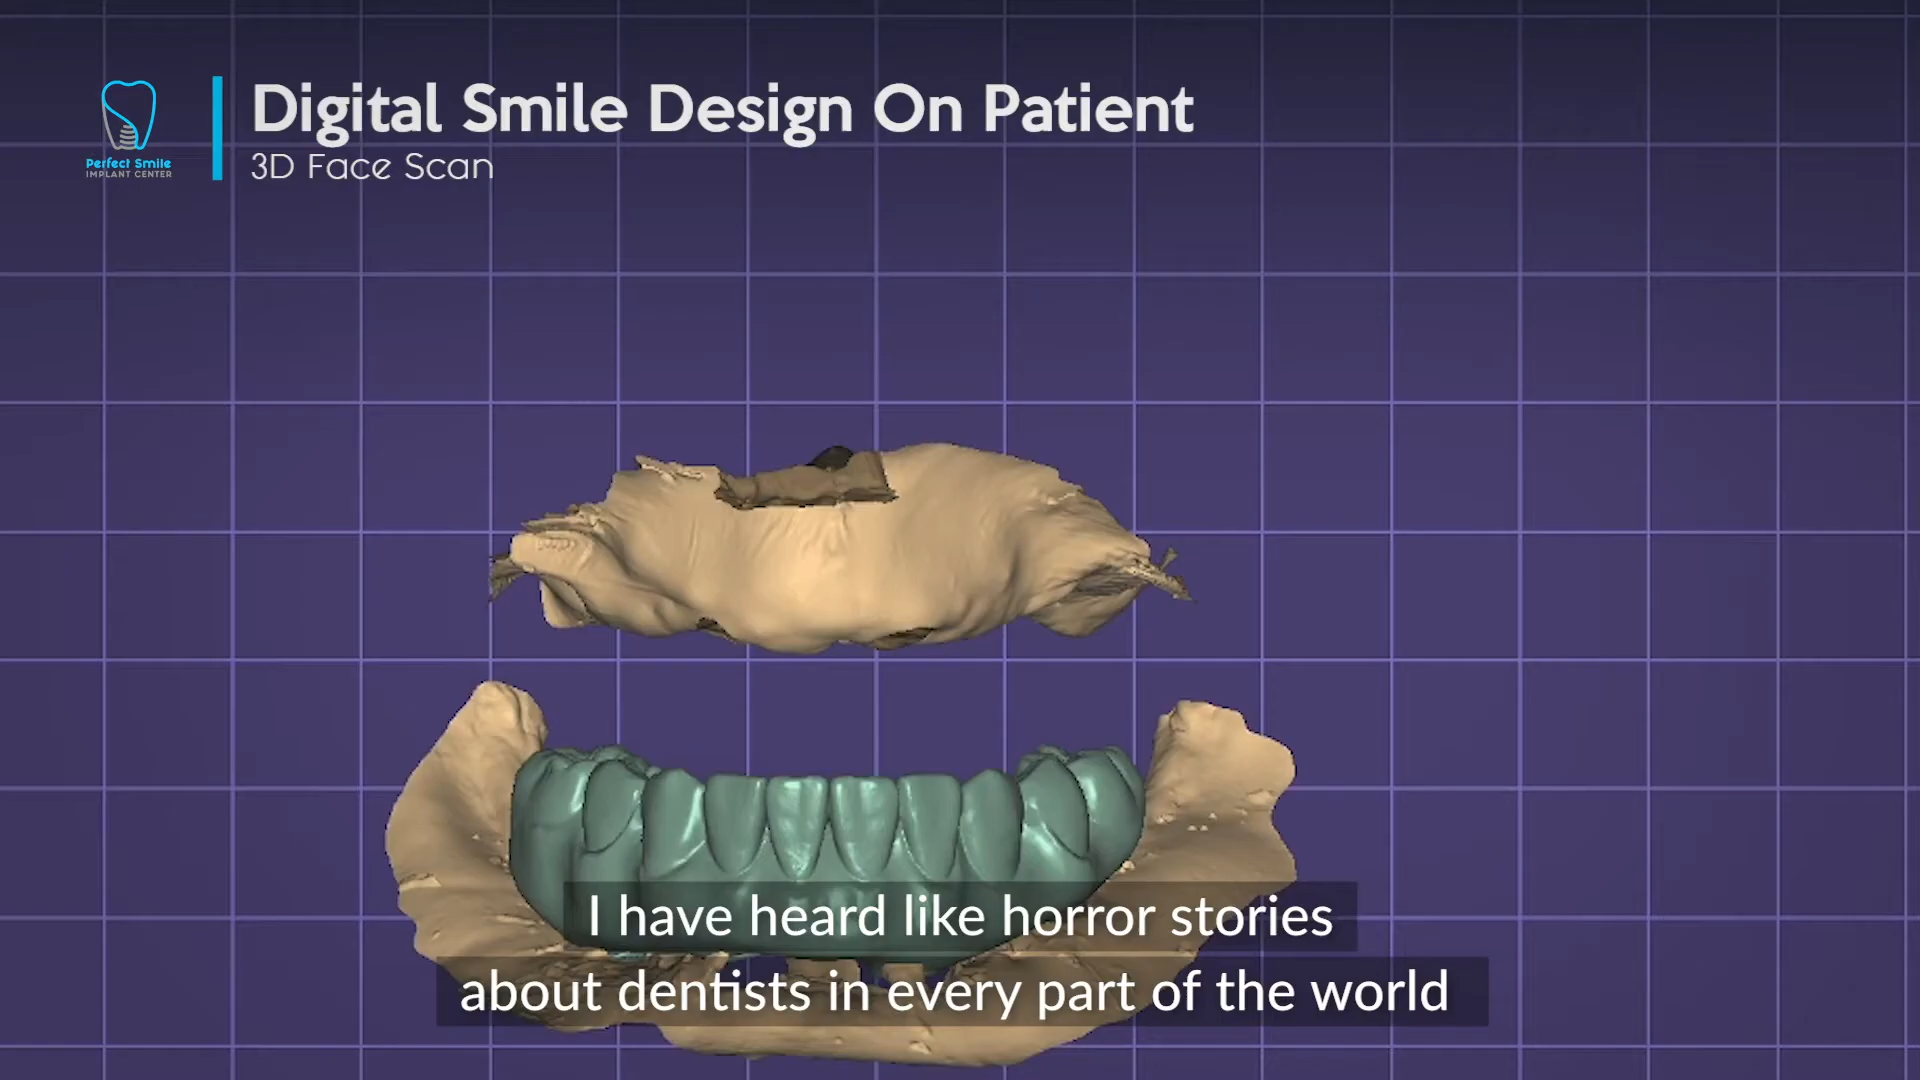 Digital Smile Design On Patient
3D Face Scan
Perfect Smile
IMPLANT CENTER
I have heard like horror stories
about dentists in every part of the world